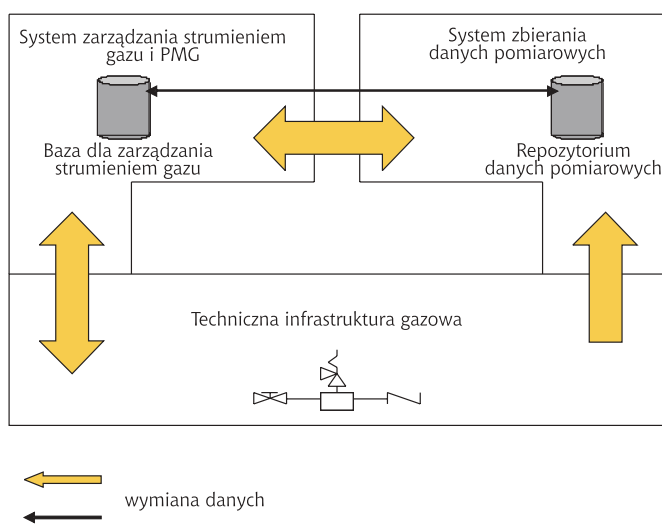 System zarządzania strumieniem
gazu i PMG
Baza dla zarządzania
strumieniem gazu
System zbierania
danych pomiarowych
Repozytorium
danych pomiarowych
Techniczna infrastruktura gazowa
wymiana danych